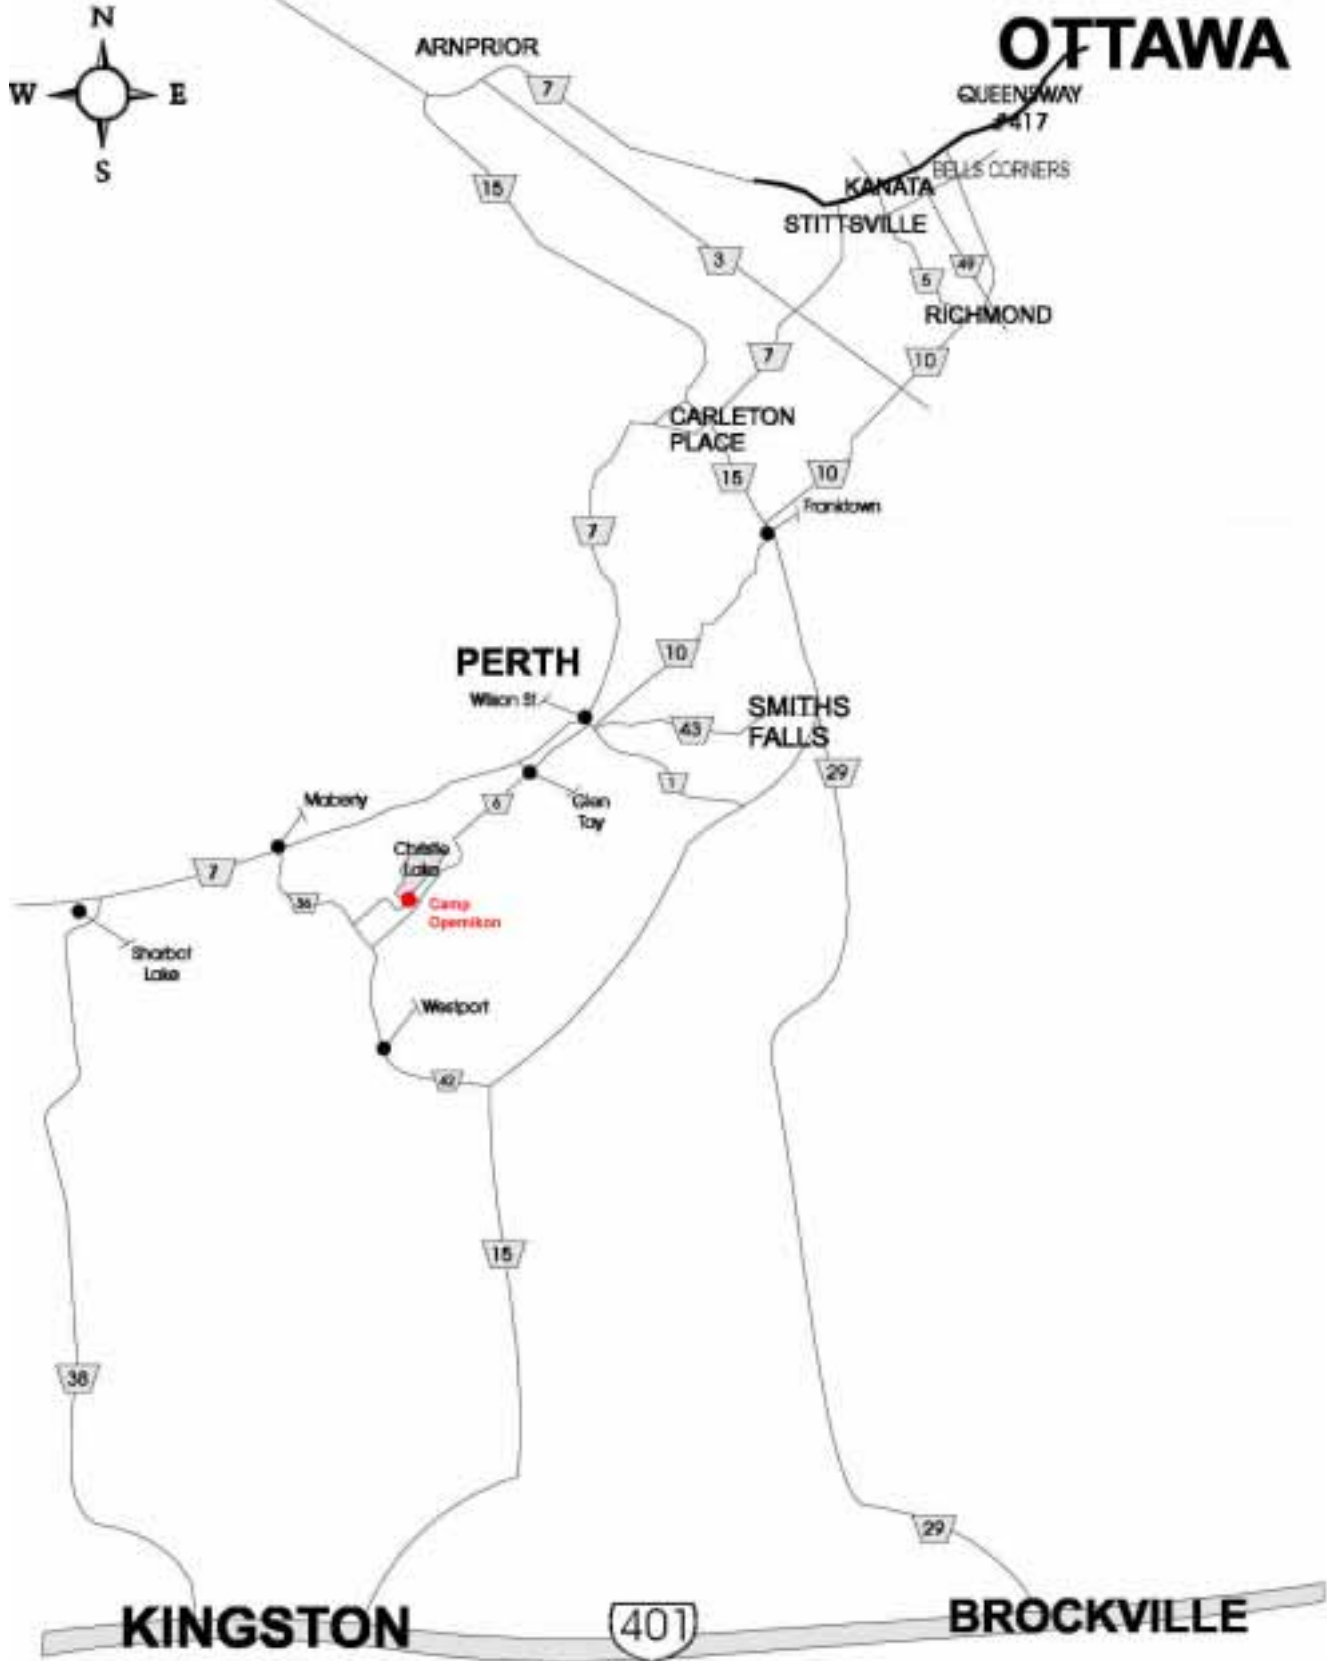 N
W E
S
OTTAWA
ARNPRIOR
7
QUEENSWAY
#417
BELLS CORNERS
KANATA
15
STITTSVILLE
3
49
5
RICHMOND
7
10
CARLETON
PLACE
15
10
Franktown
7
PERTH
10
Wilson St
SMITHS
FALLS
43
29
1
6
Glen
Tay
Maberly
Christie
Lake
7
36
Camp
Opemikon
Sharbot
Lake
Westport
42
15
38
29
KINGSTON
401
BROCKVILLE